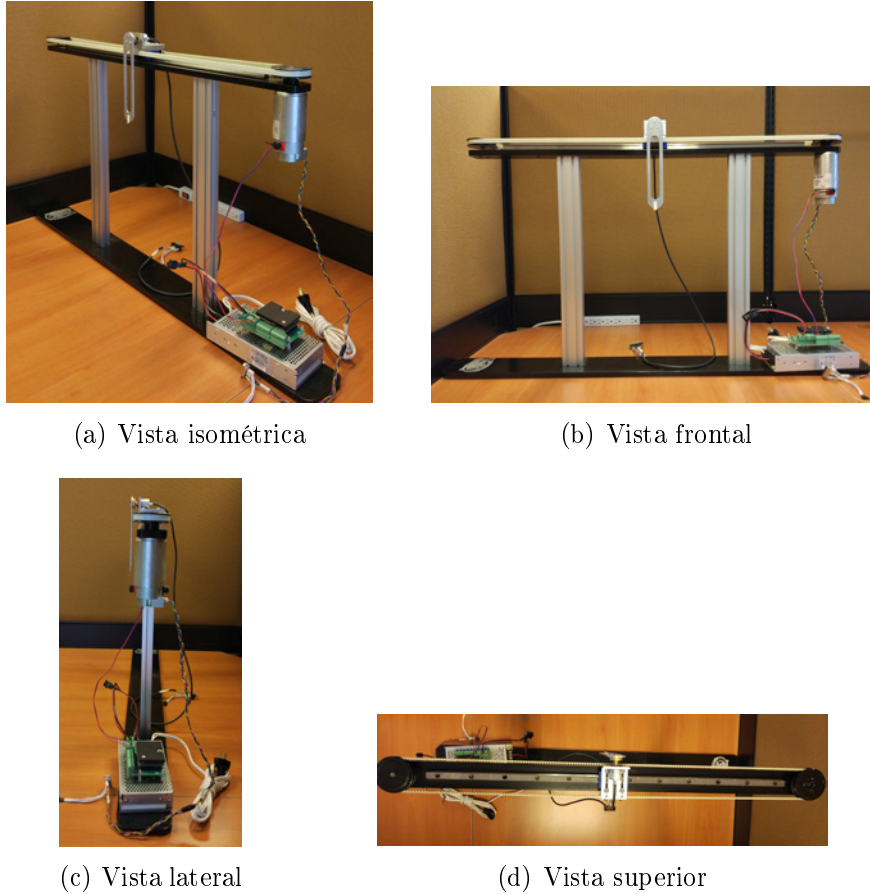 (a) Vista isométrica
(b) Vista frontal
(c) Vista lateral
(d) Vista superior